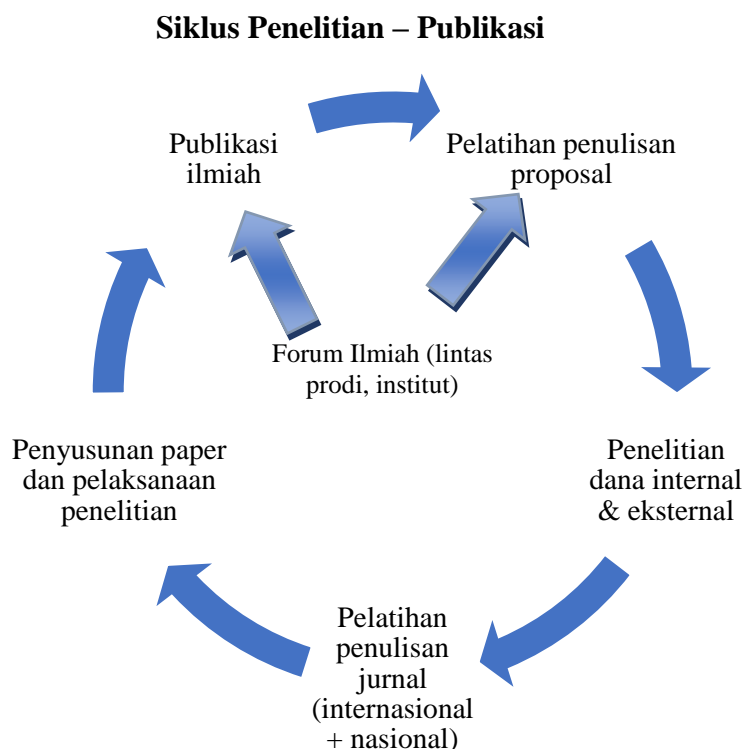 Siklus Penelitian – Publikasi
Publikasi
ilmiah
Pelatihan penulisan
proposal
Forum Ilmiah (lintas
prodi, institut)
Penelitian
dana internal
& eksternal
Pelatihan
penulisan
jurnal
(internasional
+ nasional)
Penyusunan paper
dan pelaksanaan
penelitian